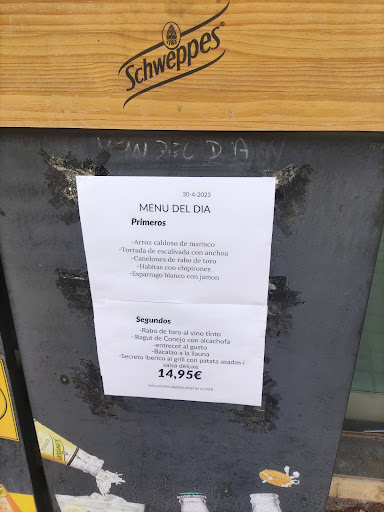 Schweppes
MENU DEL DIA
30-4-2023
MENU DEL DIA
Primeros
-Arroz caldoso de marisco
-Torrada de escalivada con anchoa
-Canelones de rabo de toro
-Habitas con chipirones
-Esparrago blanco con jamon
Segundos
-Rabo de toro al vino tinto
- Ragut de Conejo con alcachofa
-entrecot al gusto
-Bacalao a la llauna
-Secreto iberico al grill con patata asadas i
salsa deluxe
14,95€